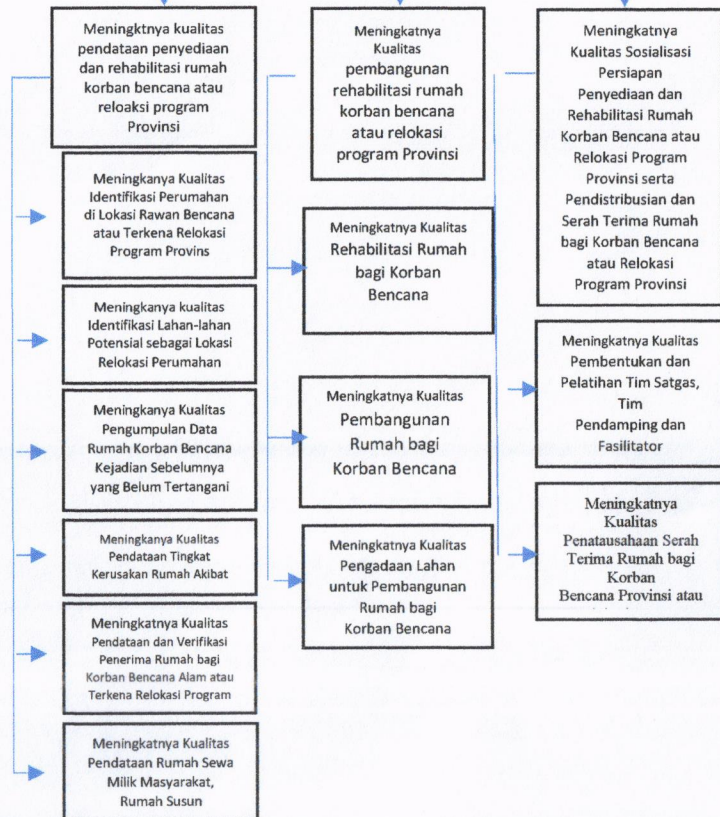 Meningktnya kualitas
pendataan penyediaan
dan rehabilitasi rumah
korban bencana atau
reloaksi program
Provinsi
Meningkanya Kualitas
Identifikasi Perumahan
di Lokasi Rawan Bencana
atau Terkena Relokasi
Program Provins
Meningkanya kualitas
Identifikasi Lahan-lahan
Potensial sebagai Lokasi
Relokasi Perumahan
Meningkanya Kualitas
Pengumpulan Data
Rumah Korban Bencana
Kejadian Sebelumnya
yang Belum Tertangani
Meningkanya Kualitas
Pendataan Tingkat
Kerusakan Rumah Akibat
Meningkatnya Kualitas
Pendataan dan Verifikasi
Penerima Rumah bagi
Korban Bencana Alam atau
Terkena Relokasi Program
Meningkatnya Kualitas
Pendataan Rumah Sewa
Milik Masyarakat,
Rumah Susun
Meningkatnya
Kualitas
pembangunan
rehabilitasi rumah
korban bencana
atau relokasi
program Provinsi
Meningkatnya Kualitas
Rehabilitasi Rumah
bagi Korban
Bencana
Meningkatnya Kualitas
Pembangunan
Rumah bagi
Korban Bencana
Meningkatnya Kualitas
Pengadaan Lahan
untuk Pembangunan
Rumah bagi
Korban Bencana
Meningkatnya
Kualitas Sosialisasi
Persiapan
Penyediaan dan
Rehabilitasi Rumah
Korban Bencana atau
Relokasi Program
Provinsi serta
Pendistribusian dan
Serah Terima Rumah
bagi Korban Bencana
atau Relokasi
Program Provinsi
Meningkatnya Kualitas
Pembentukan dan
Pelatihan Tim Satgas,
Tim
Pendamping dan
Fasilitator
Meningkatnya
Kualitas
Penatausahaan Serah
Terima Rumah bagi
Korban
Bencana Provinsi atau